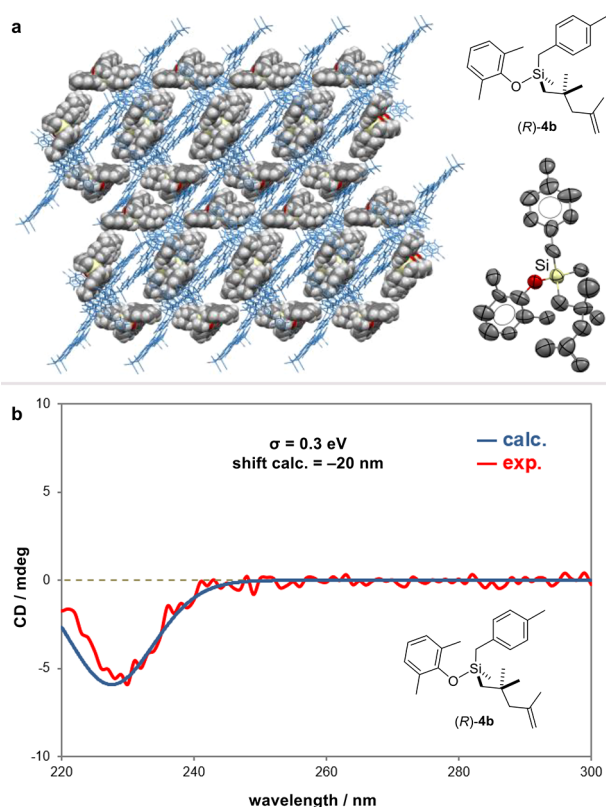 a
O
Si
(R)-4b
Si
b
10
5
0
-5
-10
CD / mdeg
σ = 0.3 eV
shift calc. = –20 nm
calc.
exp.
O
Si
(R)-4b
220
240
260
280
300
wavelength / nm